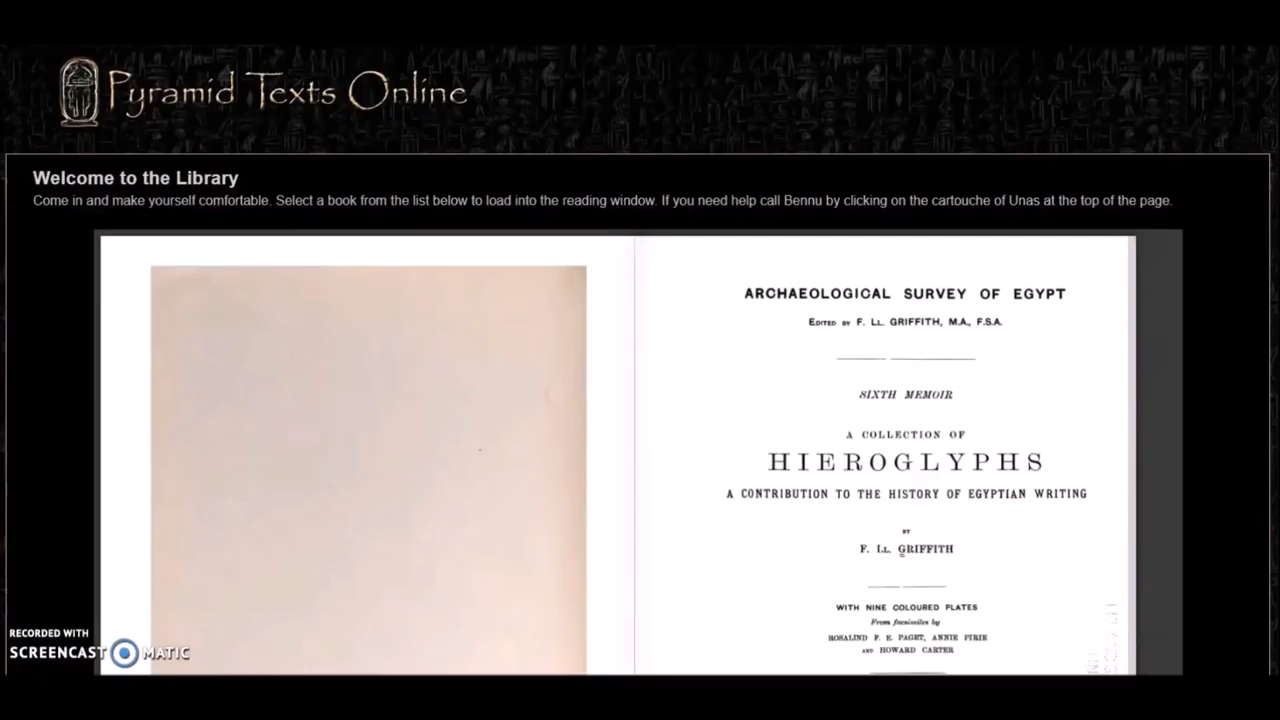 Pyramid Texts Online
Welcome to the Library
Come in and make yourself comfortable. Select a book from the list below to load into the reading window. If you need help call Bennu by clicking on the cartouche of Unas at the top of the page.
ARCHAEOLOGICAL SURVEY OF EGYPT
EDITED BY F. LL. GRIFFITH, M.A., F.S.A.
SIXTH MEMOIR
A COLLECTION OF
HIEROGLYPHS
A CONTRIBUTION TO THE HISTORY OF EGYPTIAN WRITING
BY
F. LL. GRIFFITH
WITH NINE COLOURED PLATES
From facsimiles by
ROSALIND F. E. PAGET, ANNIE PIRIE
AND HOWARD CARTER
RECORDED WITH
SCREENCAST MATIC